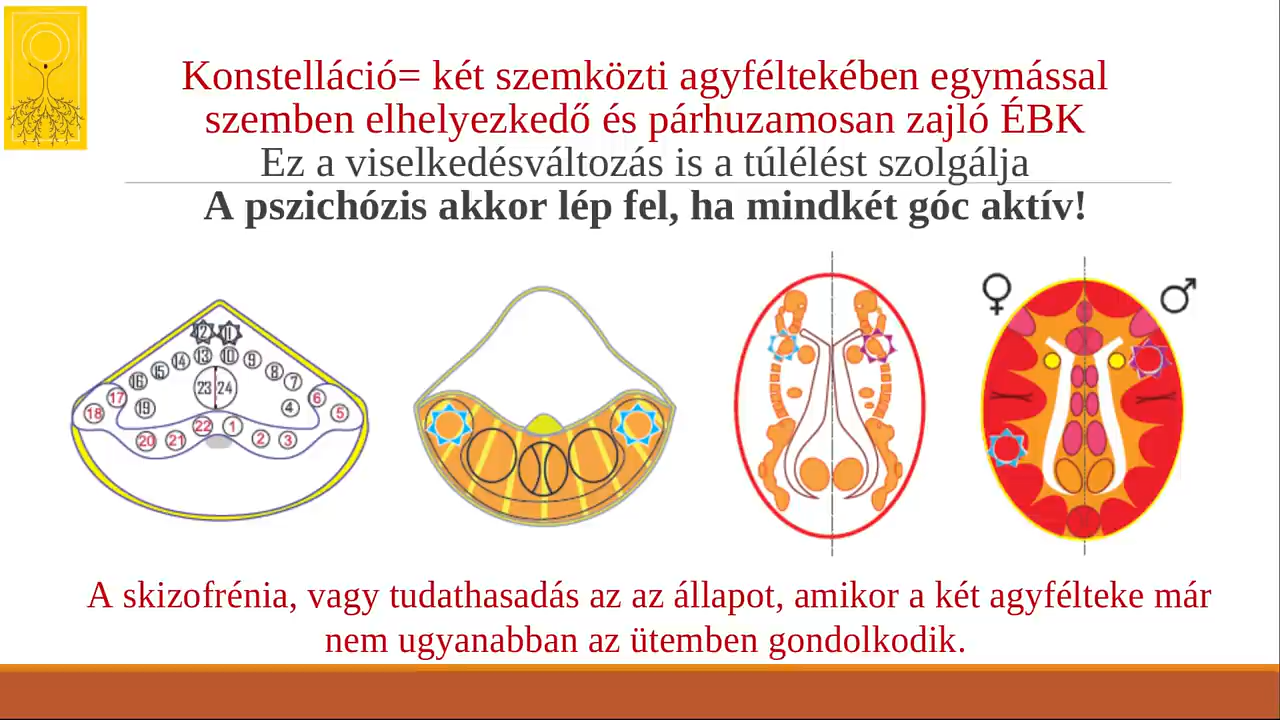 Konstelláció= két szemközti agyféltekében egymással
szemben elhelyezkedő és párhuzamosan zajló ÉBK
Ez a viselkedésváltozás is a túlélést szolgálja
A pszichózis akkor lép fel, ha mindkét góc aktív!
12 11
16 15 14 13 10 9 8 7
18 17 19 23 24 4 6 5
20 21 22 1 2 3
♀ ♂
A skizofrénia, vagy tudathasadás az az állapot, amikor a két agyfélteke már
nem ugyanabban az ütemben gondolkodik.